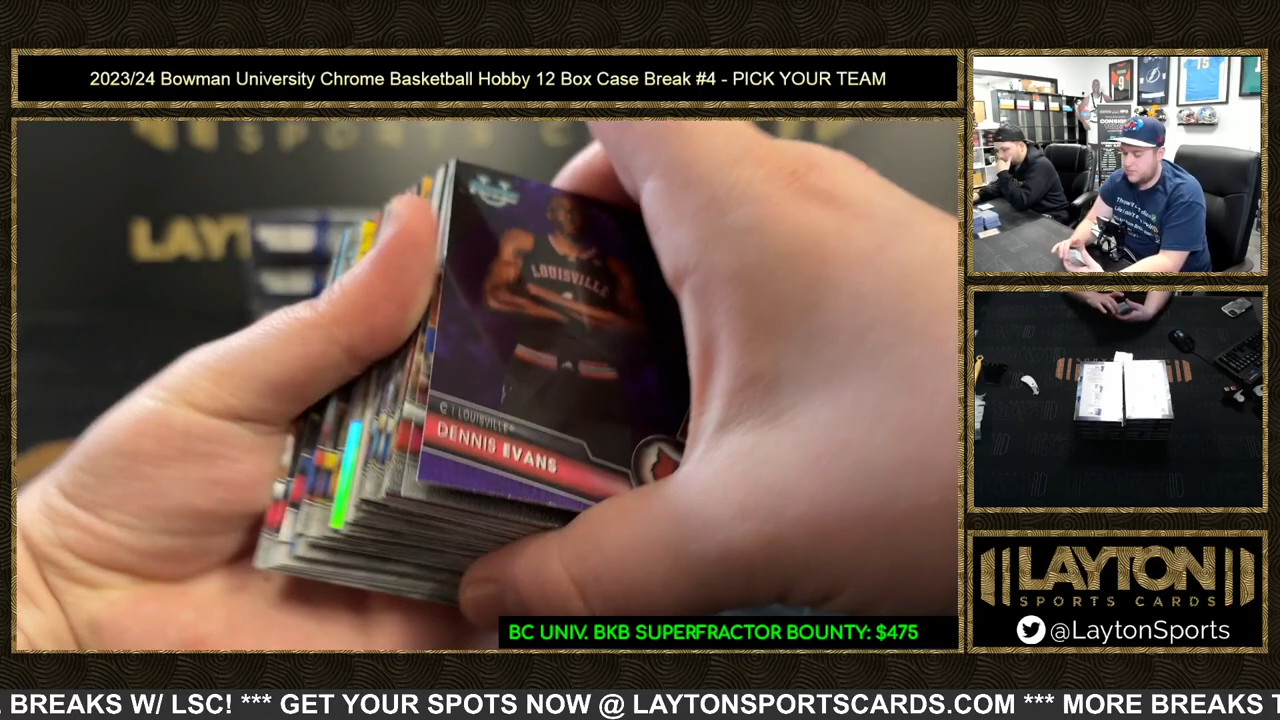 2023/24 Bowman University Chrome Basketball Hobby 12 Box Case Break #4 - PICK YOUR TEAM
LAYT
LOUISVILLE
C | LOUISVILLE
DENNIS EVANS
BC UNIV. BKB SUPERFRACTOR BOUNTY: $475
LAYTON
SPORTS CARDS
@LaytonSports
BREAKS W/ LSC! *** GET YOUR SPOTS NOW @ LAYTONSPORTSCARDS.COM *** MORE BREAKS